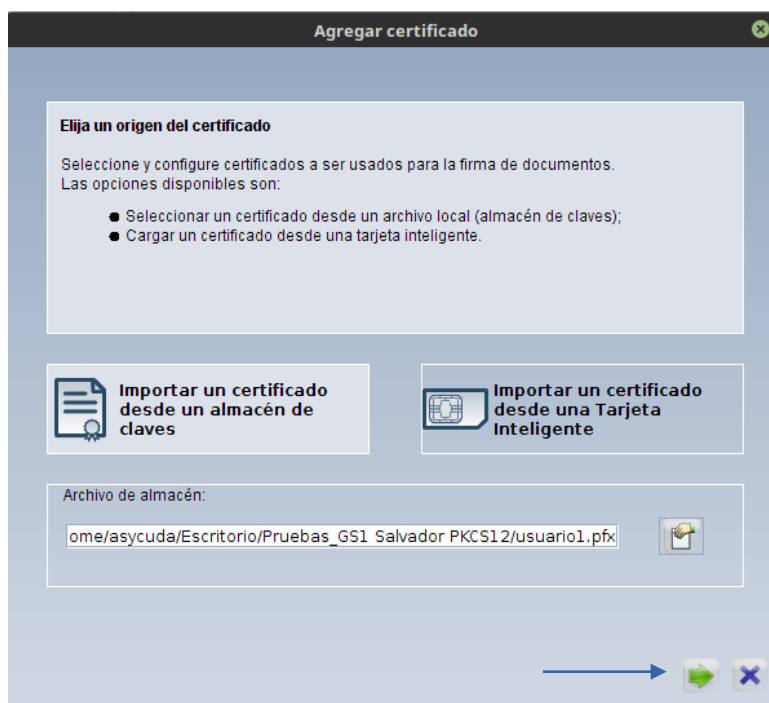 Agregar certificado
Elija un origen del certificado
Seleccione y configure certificados a ser usados para la firma de documentos.
Las opciones disponibles son:
● Seleccionar un certificado desde un archivo local (almacén de claves);
● Cargar un certificado desde una tarjeta inteligente.
Importar un certificado
desde un almacén de
claves
Importar un certificado
desde una Tarjeta
Inteligente
Archivo de almacén:
ome/asycuda/Escritorio/Pruebas_GS1 Salvador PKCS12/usuario1.pfx